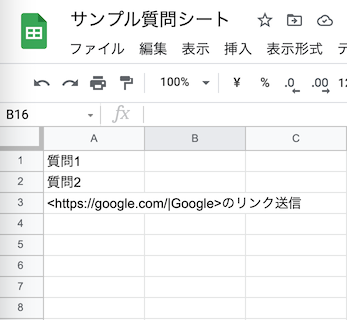 サンプル質問シート
ファイル 編集 表示 挿入 表示形式
100% ¥ % .0 .00
B16 fx
A B C
1 質問1
2 質問2
3 <https://google.com/|Google>のリンク送信
4
5
6
7
8